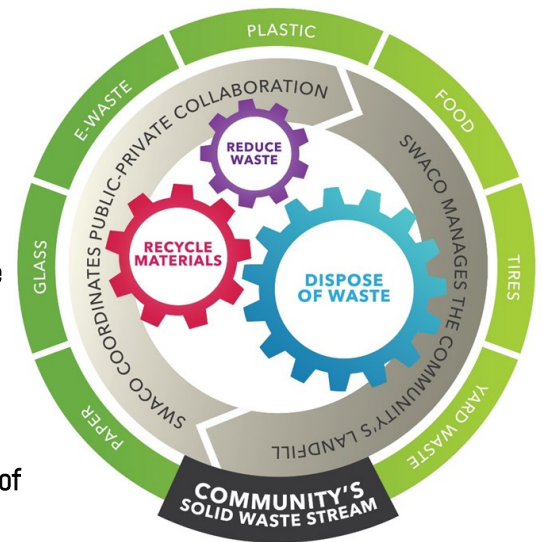 PLASTIC
FOOD
TIRES
YARD WASTE
COMMUNITY'S
SOLID WASTE STREAM
PAPER
GLASS
E-WASTE
SWACO COORDINATES PUBLIC-PRIVATE COLLABORATION
SWACO MANAGES THE COMMUNITY'S LANDFILL
REDUCE
WASTE
RECYCLE
MATERIALS
DISPOSE
OF WASTE
e
of